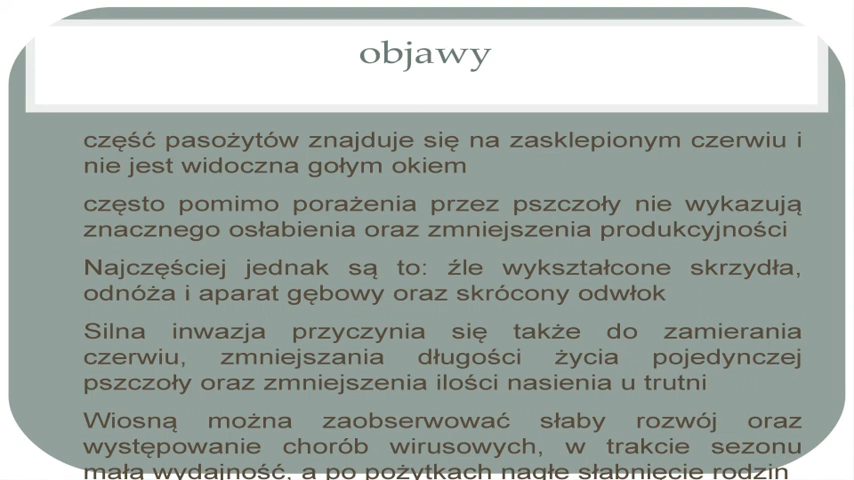 objawy
część pasożytów znajduje się na zasklepionym czerwiu i
nie jest widoczna gołym okiem
często pomimo porażenia przez pszczoły nie wykazują
znacznego osłabienia oraz zmniejszenia produkcyjności
Najczęściej jednak są to: źle wykształcone skrzydła,
odnóża i aparat gębowy oraz skrócony odwłok
Silna inwazja przyczynia się także do zamierania
czerwiu, zmniejszania długości życia pojedynczej
pszczoły oraz zmniejszenia ilości nasienia u trutni
Wiosną można zaobserwować słaby rozwój oraz
występowanie chorób wirusowych, w trakcie sezonu
mała wydajność, a po pożytkach nagłe słabnięcie rodzin